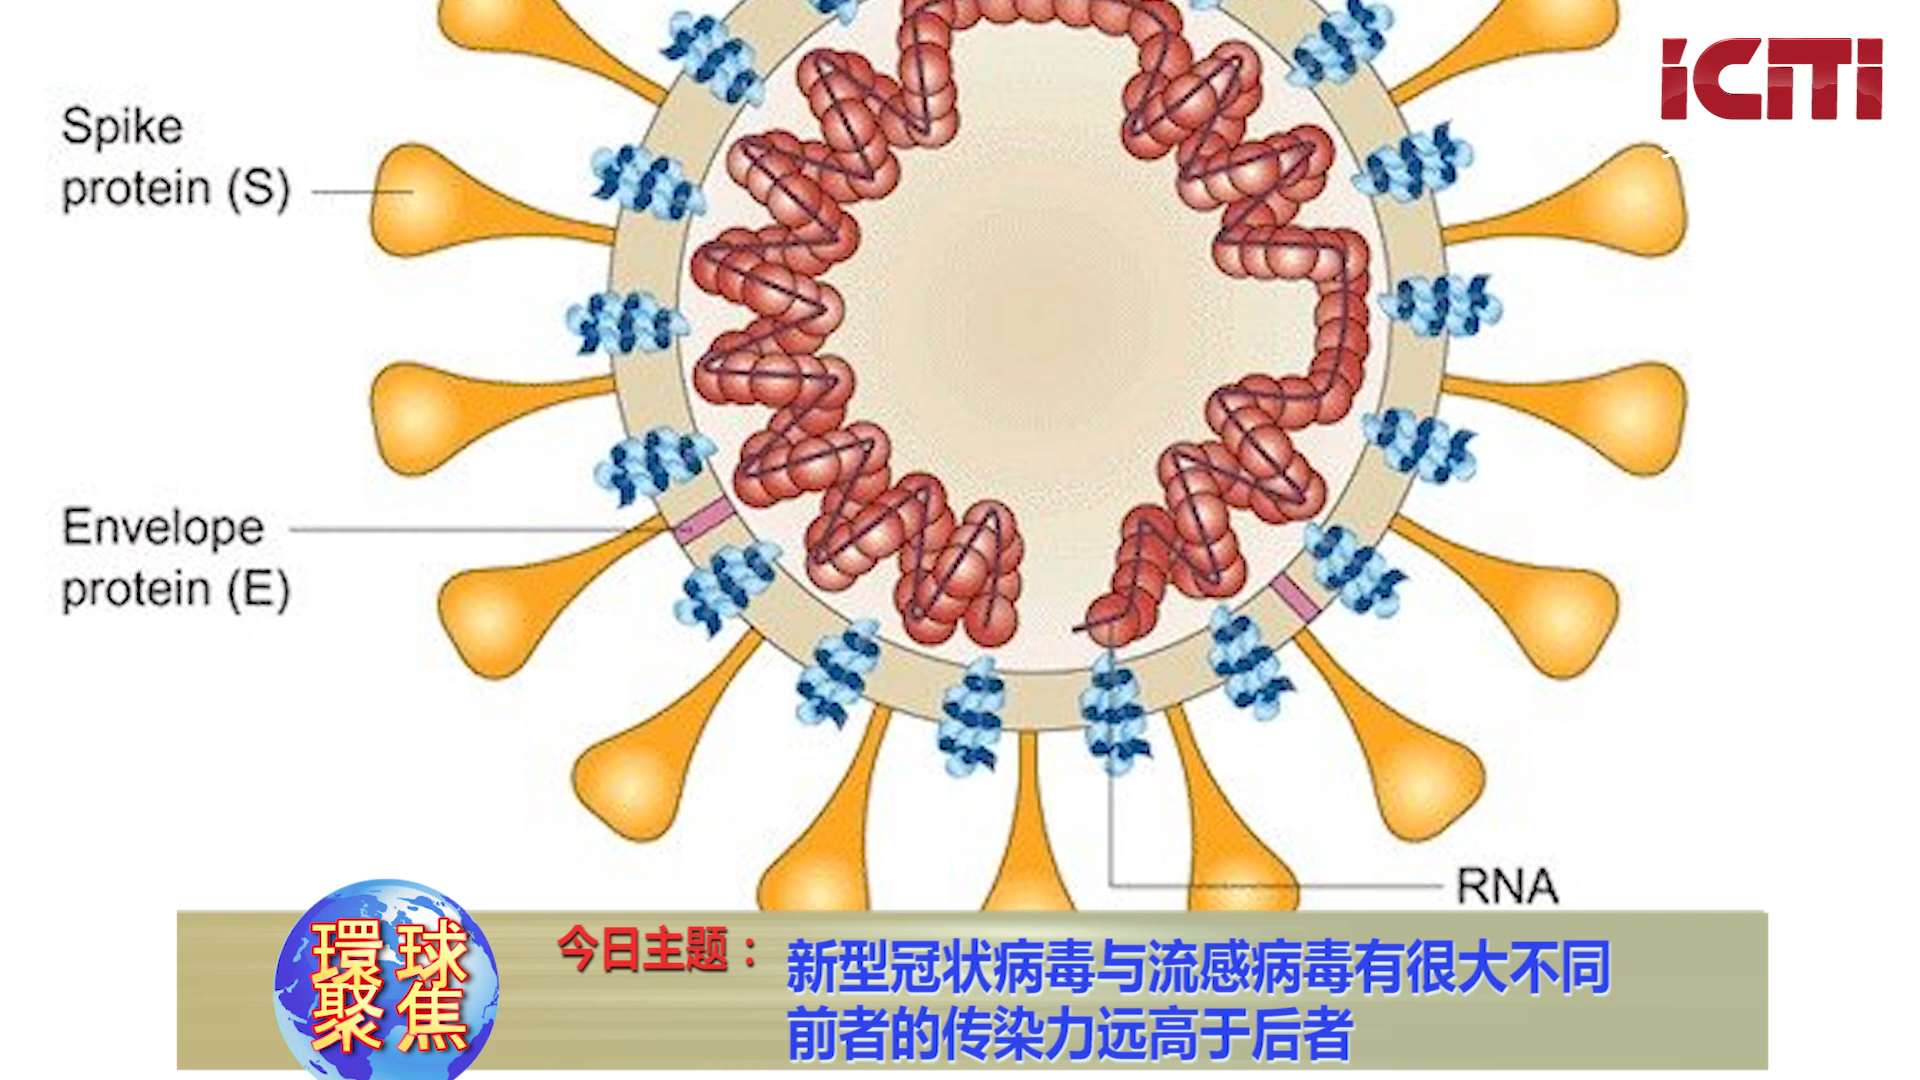 iCiTi
Spike
protein (S)
Envelope
protein (E)
RNA
環球
聚焦
今日主题：
新型冠状病毒与流感病毒有很大不同
前者的传染力远高于后者